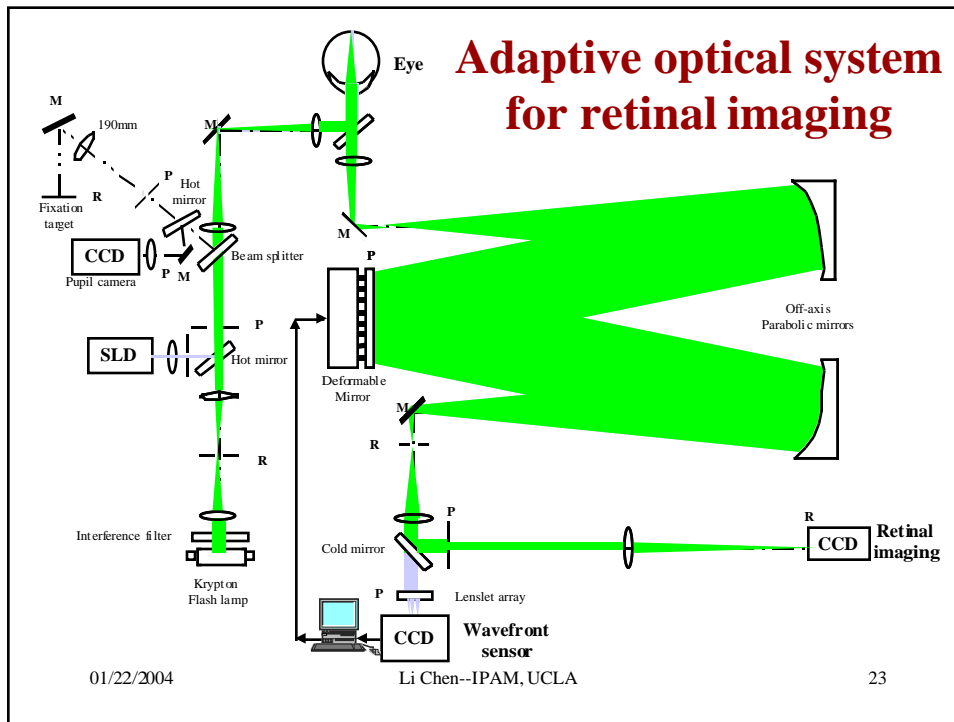 Adaptive optical system
for retinal imaging
Eye
M
190mm
M
P
Hot
mirror
R
Fixation
target
M
Beam splitter
P
CCD
P
M
Pupil camera
Off-axis
Parabolic mirrors
P
SLD
Hot mirror
Deformable
Mirror
M
R
R
P
R
CCD
Retinal
imaging
Interference filter
Cold mirror
Krypton
Flash lamp
P
Lenslet array
CCD
Wavefront
sensor
01/22/2004
Li Chen--IPAM, UCLA
23